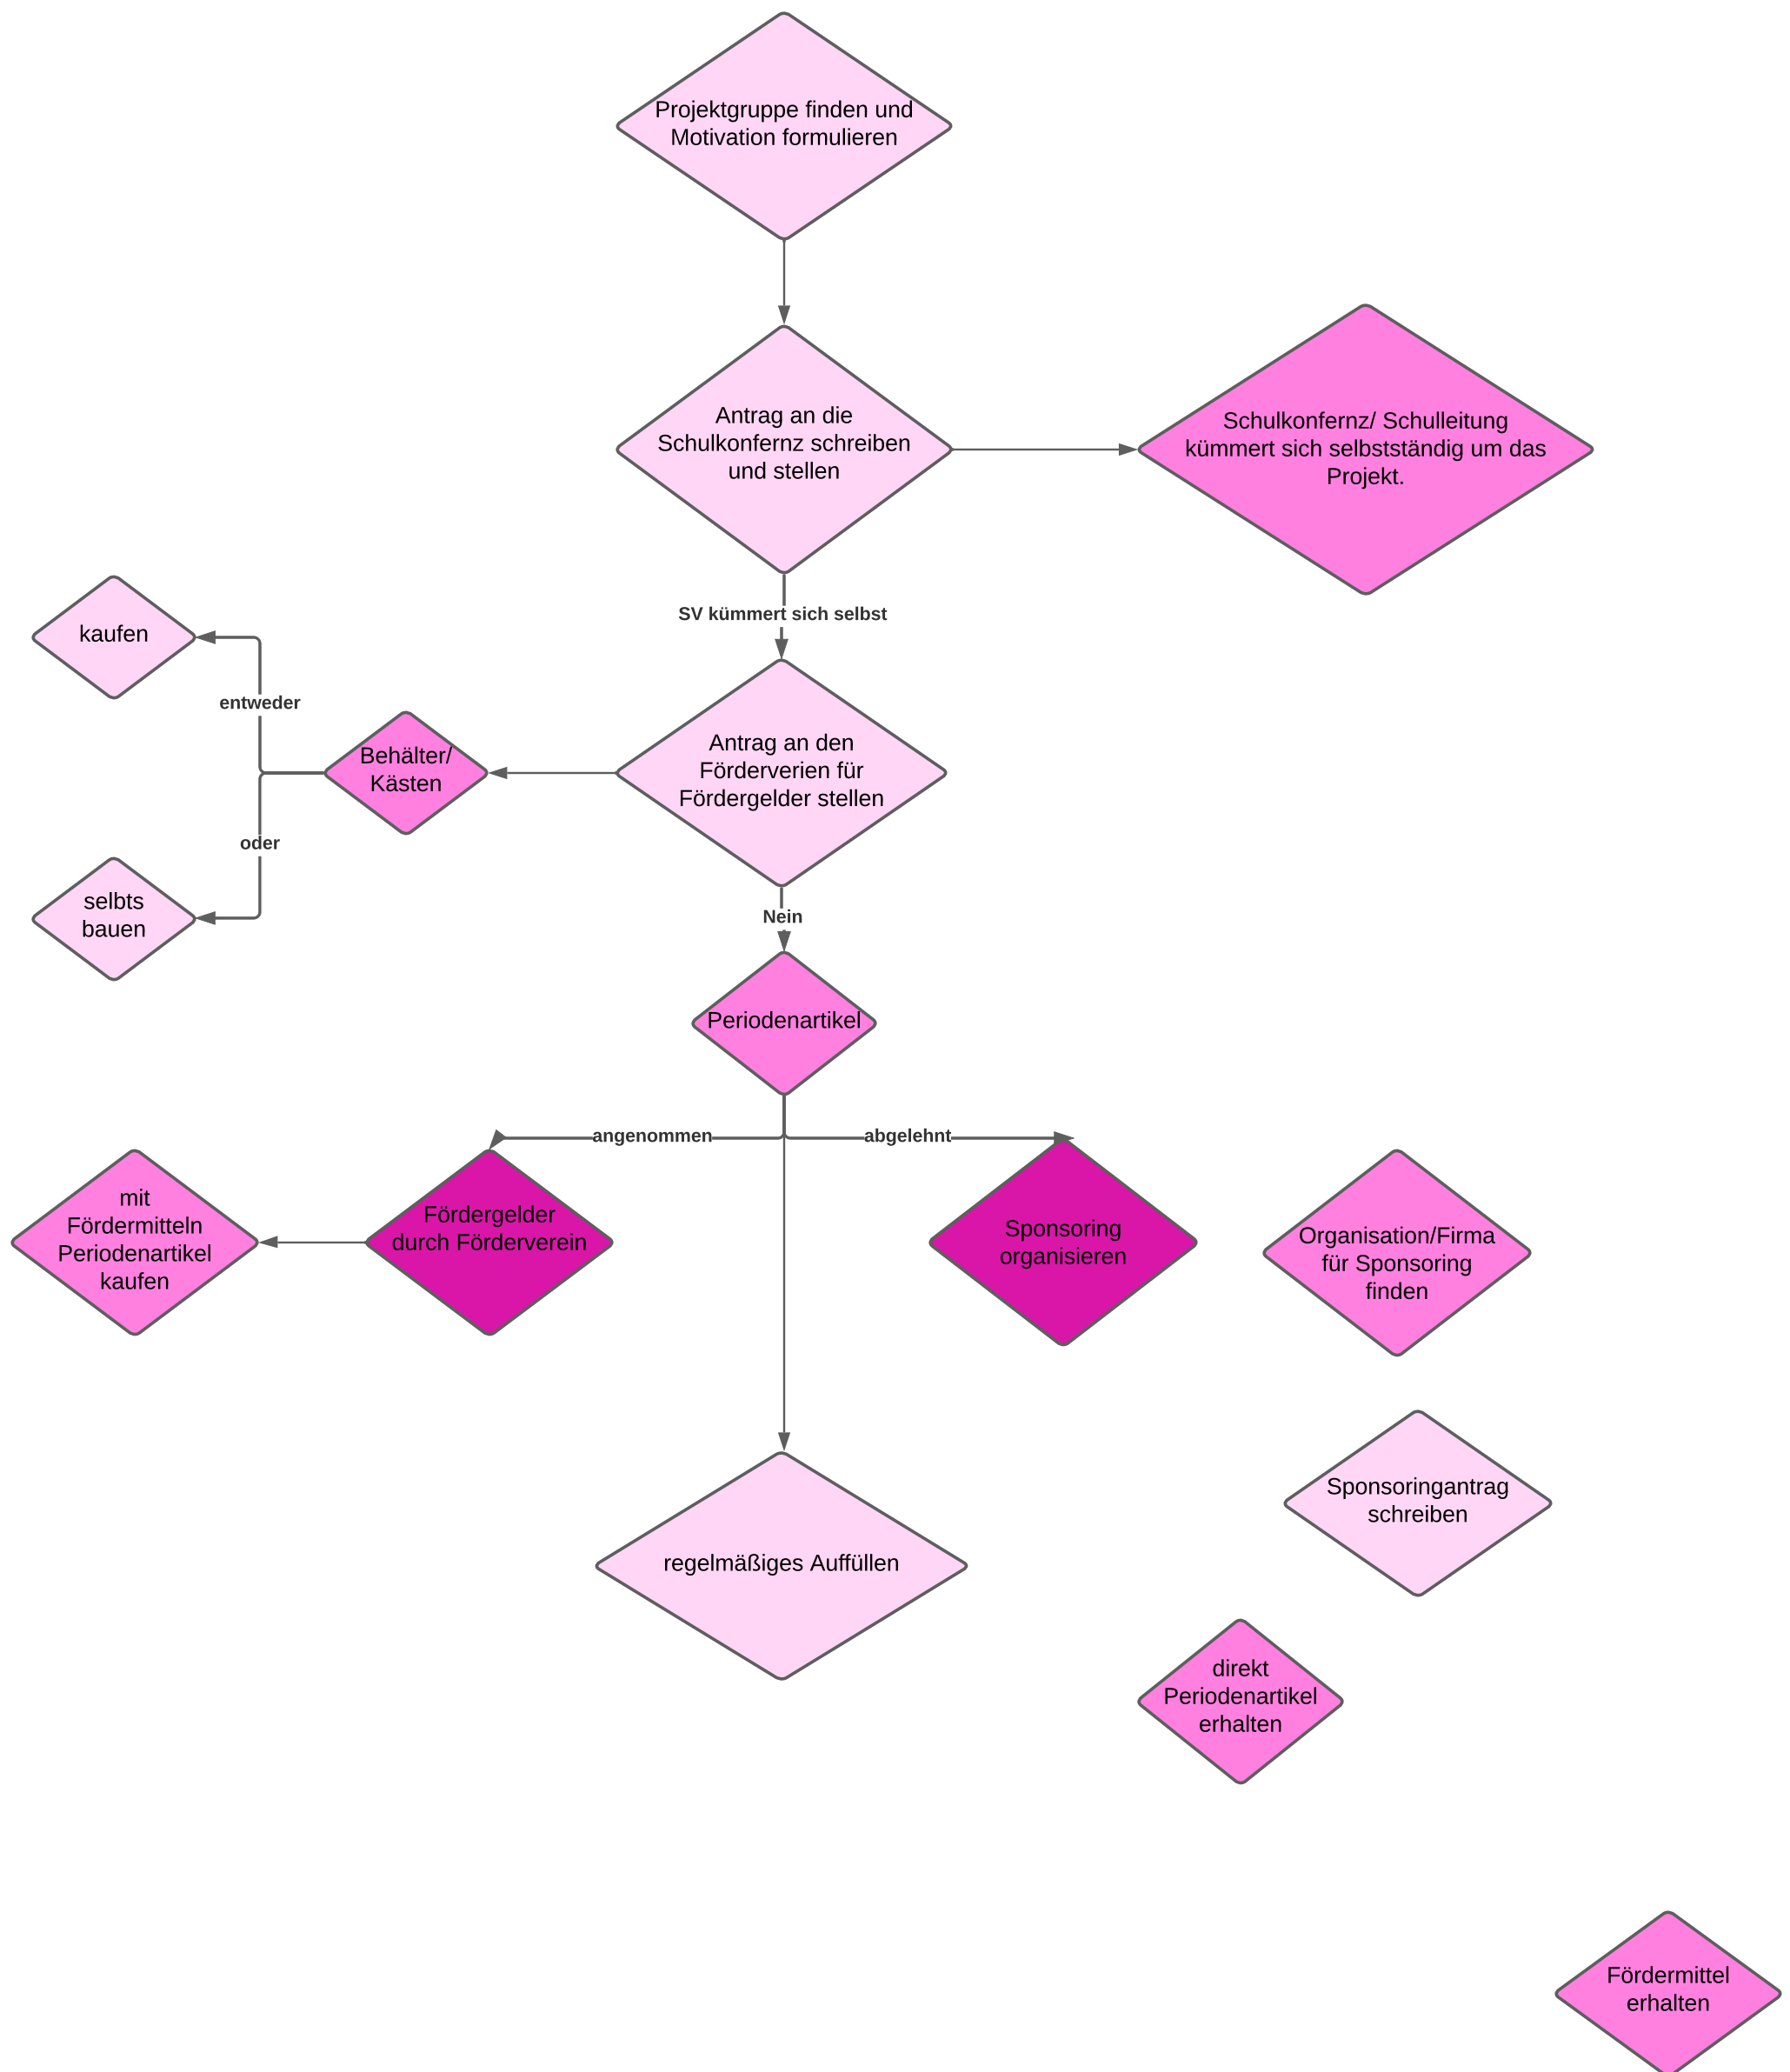 Projektgruppe finden und
Motivation formulieren
Antrag an die
Schulkonfernz schreiben
und stellen
Schulkonfernz/ Schulleitung
kümmert sich selbstständig um das
Projekt.
SV kümmert sich selbst
kaufen
entweder
Behälter/
Kästen
Antrag an den
Förderverien für
Fördergelder stellen
oder
selbts
bauen
Nein
Periodenartikel
angenommen
abgelehnt
mit
Fördermitteln
Periodenartikel
kaufen
Fördergelder
durch Förderverein
Sponsoring
organisieren
Organisation/Firma
für Sponsoring
finden
Sponsoringantrag
schreiben
regelmäßiges Auffüllen
direkt
Periodenartikel
erhalten
Fördermittel
erhalten